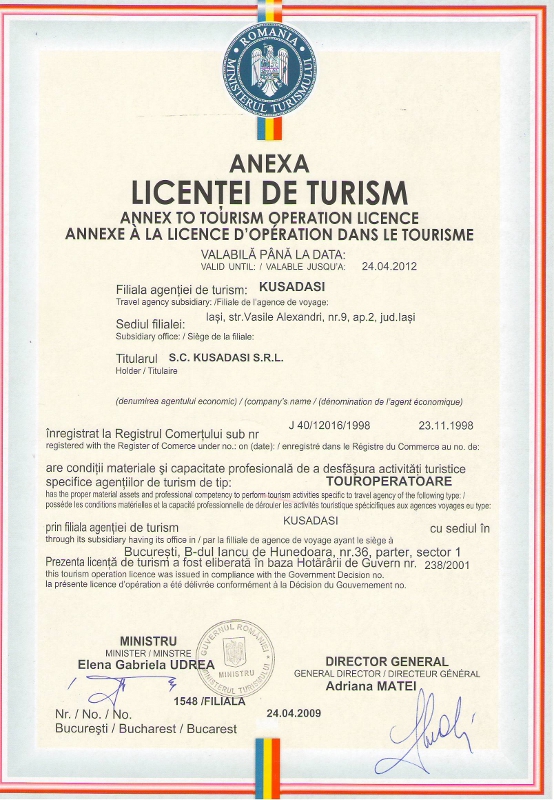 ROMANIA
MINISTERUL TURISMULUI
ANEXA
LICENȚEI DE TURISM
ANNEX TO TOURISM OPERATION LICENCE
ANNEXE À LA LICENCE D'OPÉRATION DANS LE TOURISME
VALABILĂ PÂNĂ LA DATA:
VALID UNTIL: / VALABLE JUSQU'A: 24.04.2012
Filiala agenției de turism: KUSADASI
Travel agency subsidiary: /Filiale de l'agence de voyage:
Iași, str.Vasile Alexandri, nr.9, ap.2, jud.Iași
Sediul filialei:
Subsidiary office: / Siège de la filiale:
Titularul S.C. KUSADASI S.R.L.
Holder / Titulaire
(denumirea agentului economic) / (company's name / (dénomination de l'agent économique)
J 40/12016/1998 23.11.1998
înregistrat la Registrul Comerțului sub nr
registered with the Register of Comerce under no.: on (date): / enregistré dans le Régistre du Commerce au no. de:
are condiții materiale și capacitate profesională de a desfășura activități turistice
specifice agenților de turism de tip: TOUROPERATOARE
has the proper material assets and professional competency to perform tourism activities specific to travel agency of the following type: /
possède les conditions matérielles et la capacité professionnelle de dérouler les activités touristique spécicifiques aux agences voyages eu type:
KUSADASI
prin filiala agenției de turism cu sediul în
through its subsidiary having its office in / par la filiale de agence de voyage ayant le siège à
București, B-dul Iancu de Hunedoara, nr.36, parter, sector 1
Prezenta licență de turism a fost eliberată în baza Hotărârii de Guvern nr. 238/2001
this tourism operation licence was issued in compliance with the Government Decision no.
la présente licence d'opération a été délivrée conformément à la Décision du Gouvernement no.
MINISTRU
MINISTER / MINSTRE
Elena Gabriela UDREA
GUVERNUL ROMÂNIEI
MINISTRU
MINISTERUL TURISMULUI
DIRECTOR GENERAL
GENERAL DIRECTOR / DIRECTEUR GÉNÉRAL
Adriana MATEI
1548 /FILIALA
Nr. / No. / No. 24.04.2009
București / Bucharest / Bucarest